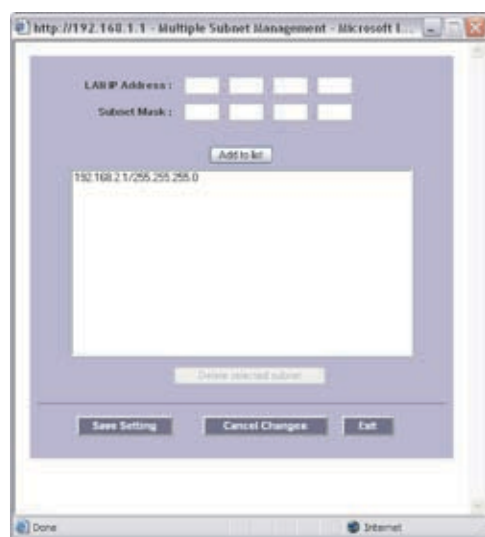 http://192.168.1.1 - Multiple Subnet Management - Microsoft I...
LAN IP Address :
Subnet Mask :
Add to list
192.168.2.1/255.255.255.0
Delete selected subnet
Save Setting
Cancel Changes
Exit
Done
Internet